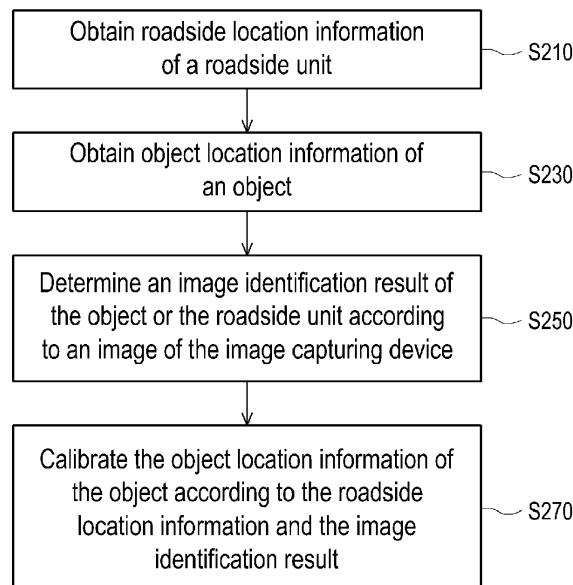 Obtain roadside location information
of a roadside unit
S210
Obtain object location information of
an object
S230
Determine an image identification result of
the object or the roadside unit according
to an image of the image capturing device
S250
Calibrate the object location information of
the object according to the roadside
location information and the image
identification result
S270